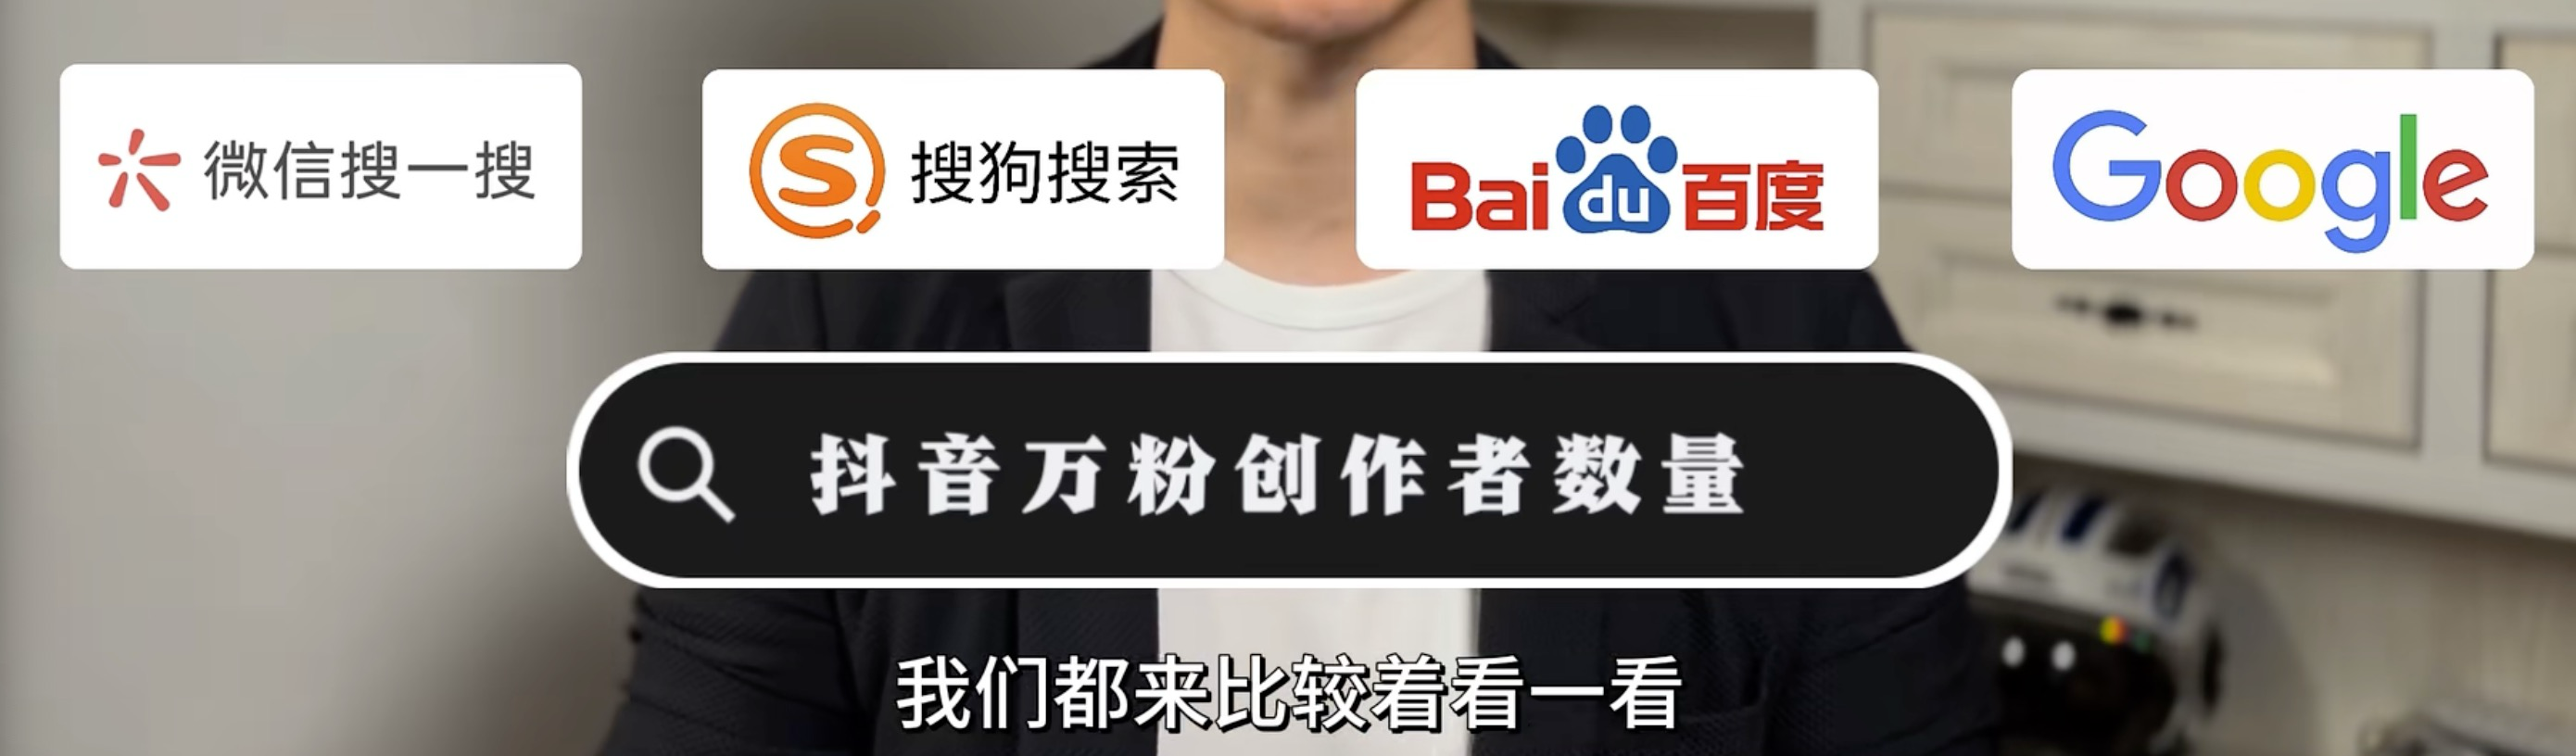 微信搜一搜
搜狗搜索
Bai du 百度
Google
抖音万粉创作者数量
我们都来比较着看一看